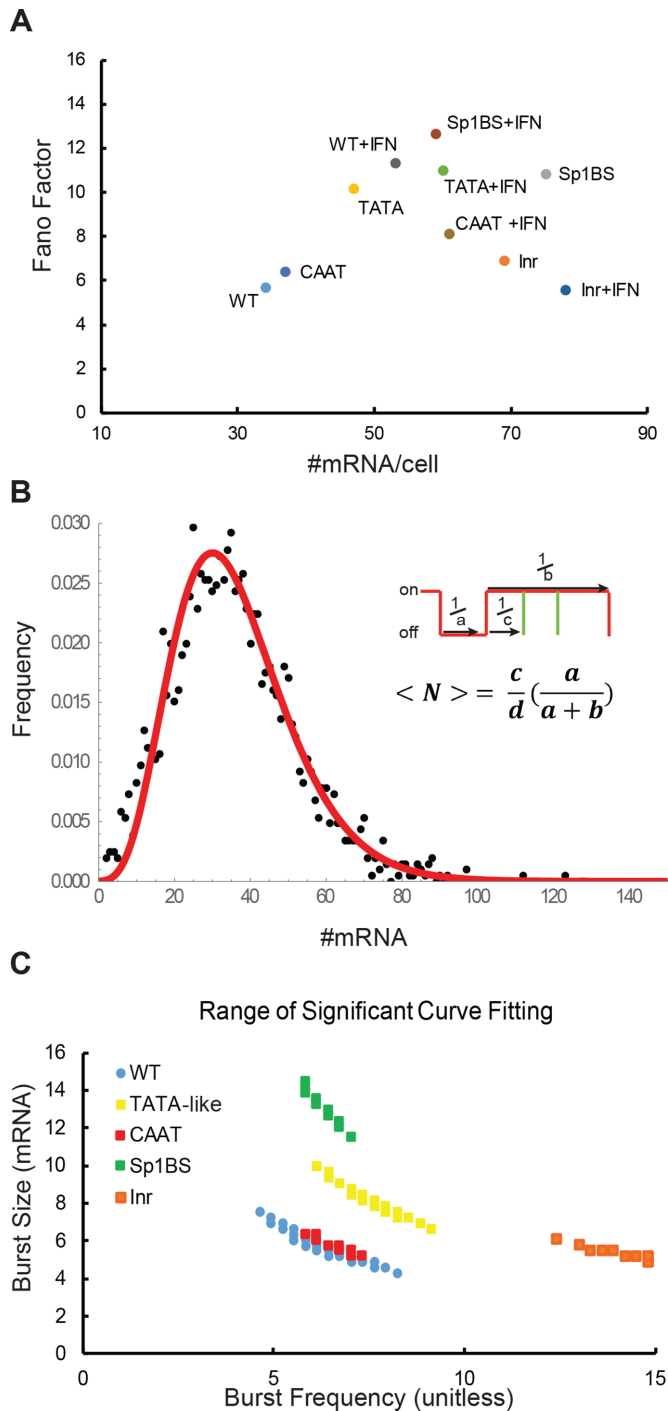 A
16
14
12
10
8
6
4
2
0
Fano Factor
Sp1BS+IFN
WT+IFN
TATA+IFN
Sp1BS
TATA
CAAT +IFN
CAAT
Inr
WT
Inr+IFN
10 30 50 70 90
#mRNA/cell
B
0.030
0.025
0.020
0.015
0.010
0.005
0.000
Frequency
1/b
on
1/a 1/c
off
< N > = c/d (a/a + b)
0 20 40 60 80 100 120 140
#mRNA
C
Range of Significant Curve Fitting
16
14
12
10
8
6
4
2
0
Burst Size (mRNA)
WT
TATA-like
CAAT
Sp1BS
Inr
0 5 10 15
Burst Frequency (unitless)